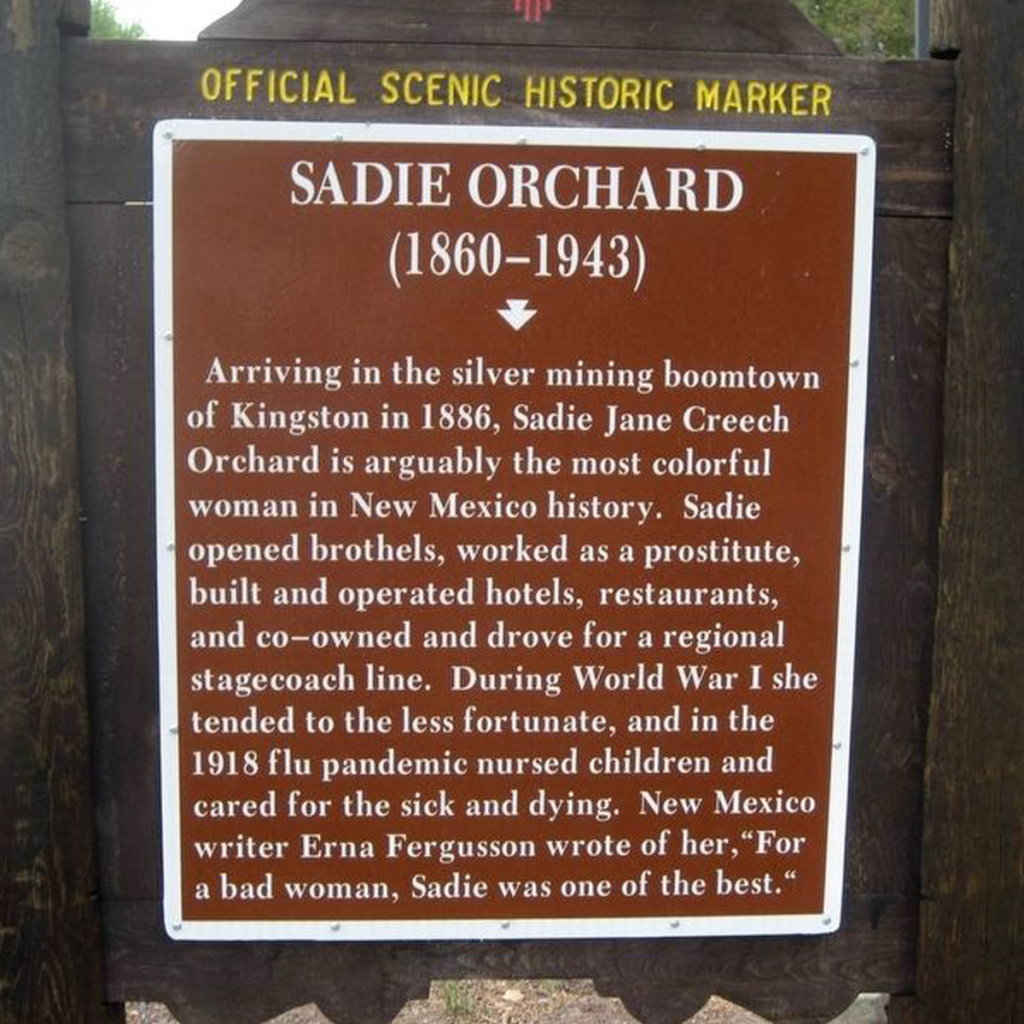 OFFICIAL SCENIC HISTORIC MARKER
SADIE ORCHARD
(1860–1943)
Arriving in the silver mining boomtown
of Kingston in 1886, Sadie Jane Creech
Orchard is arguably the most colorful
woman in New Mexico history. Sadie
opened brothels, worked as a prostitute,
built and operated hotels, restaurants,
and co–owned and drove for a regional
stagecoach line. During World War I she
tended to the less fortunate, and in the
1918 flu pandemic nursed children and
cared for the sick and dying. New Mexico
writer Erna Fergusson wrote of her,“For
a bad woman, Sadie was one of the best.“